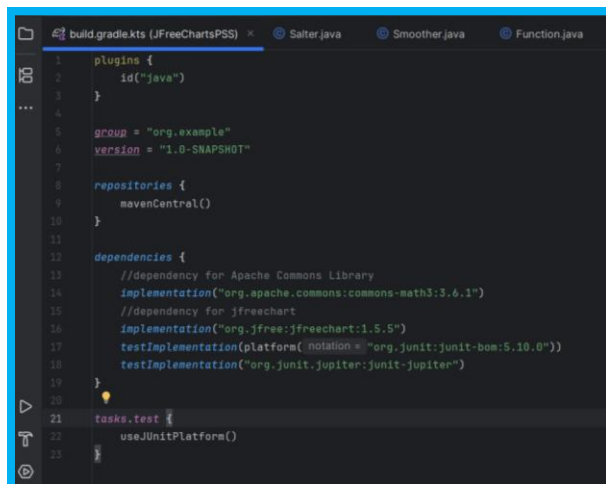 build.gradle.kts (JFreeChartsPSS) × Salter.java Smoother.java Function.java
1 plugins {
2 id("java")
3 }
4
5 group = "org.example"
6 version = "1.0-SNAPSHOT"
7
8 repositories {
9 mavenCentral()
10 }
11
12 dependencies {
13 //dependency for Apache Commons Library
14 implementation("org.apache.commons:commons-math3:3.6.1")
15 //dependency for jfreechart
16 implementation("org.jfree:jfreechart:1.5.5")
17 testImplementation(platform( notation = "org.junit:junit-bom:5.10.0"))
18 testImplementation("org.junit.jupiter:junit-jupiter")
19 }
20
21 tasks.test {
22 useJUnitPlatform()
23 }